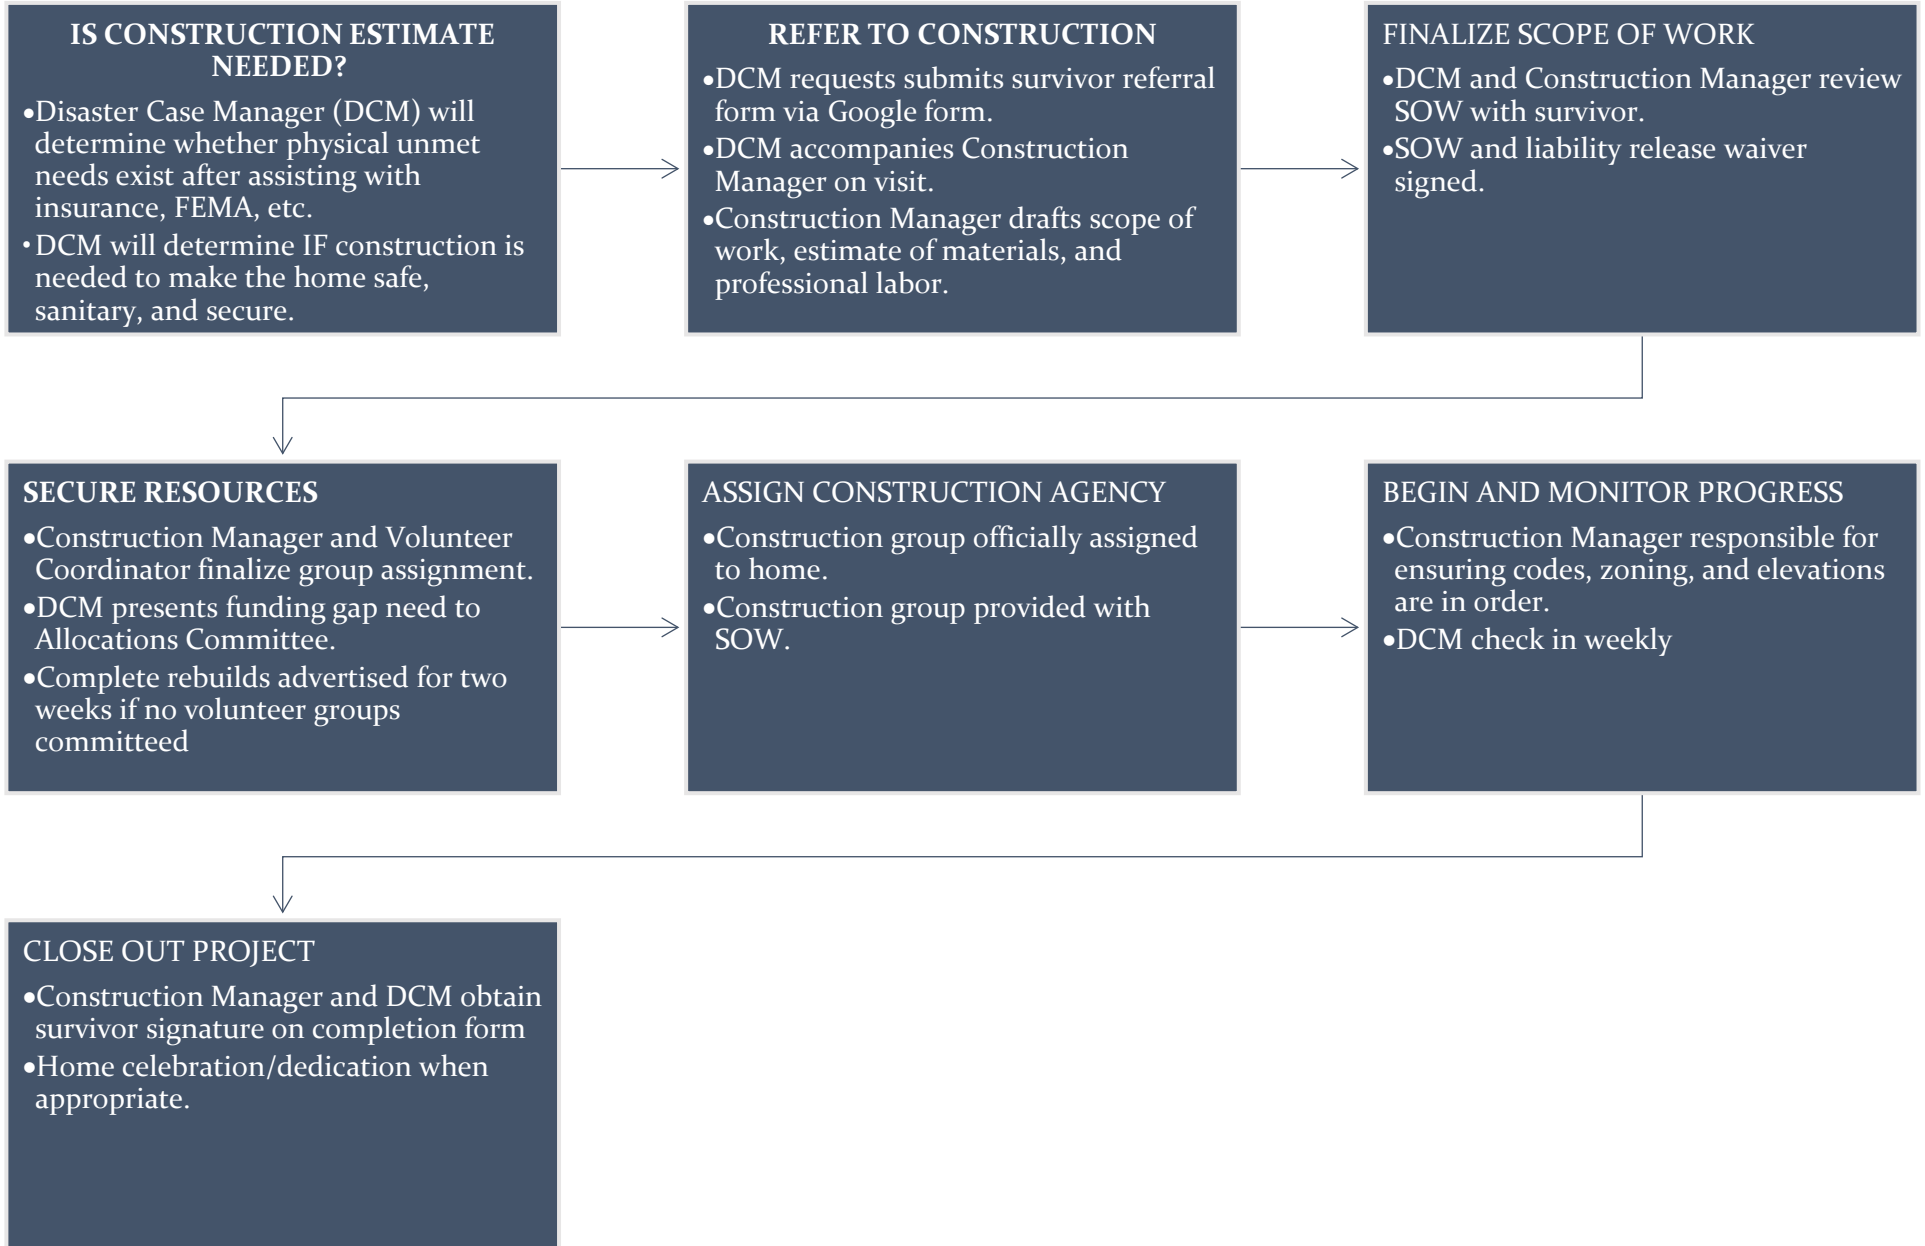 IS CONSTRUCTION ESTIMATE
NEEDED?
•Disaster Case Manager (DCM) will
determine whether physical unmet
needs exist after assisting with
insurance, FEMA, etc.
• DCM will determine IF construction is
needed to make the home safe,
sanitary, and secure.
REFER TO CONSTRUCTION
•DCM requests submits survivor referral
form via Google form.
•DCM accompanies Construction
Manager on visit.
•Construction Manager drafts scope of
work, estimate of materials, and
professional labor.
FINALIZE SCOPE OF WORK
•DCM and Construction Manager review
SOW with survivor.
•SOW and liability release waiver
signed.
SECURE RESOURCES
•Construction Manager and Volunteer
Coordinator finalize group assignment.
•DCM presents funding gap need to
Allocations Committee.
•Complete rebuilds advertised for two
weeks if no volunteer groups
committeed
ASSIGN CONSTRUCTION AGENCY
•Construction group officially assigned
to home.
•Construction group provided with
SOW.
BEGIN AND MONITOR PROGRESS
•Construction Manager responsible for
ensuring codes, zoning, and elevations
are in order.
•DCM check in weekly
CLOSE OUT PROJECT
•Construction Manager and DCM obtain
survivor signature on completion form
•Home celebration/dedication when
appropriate.